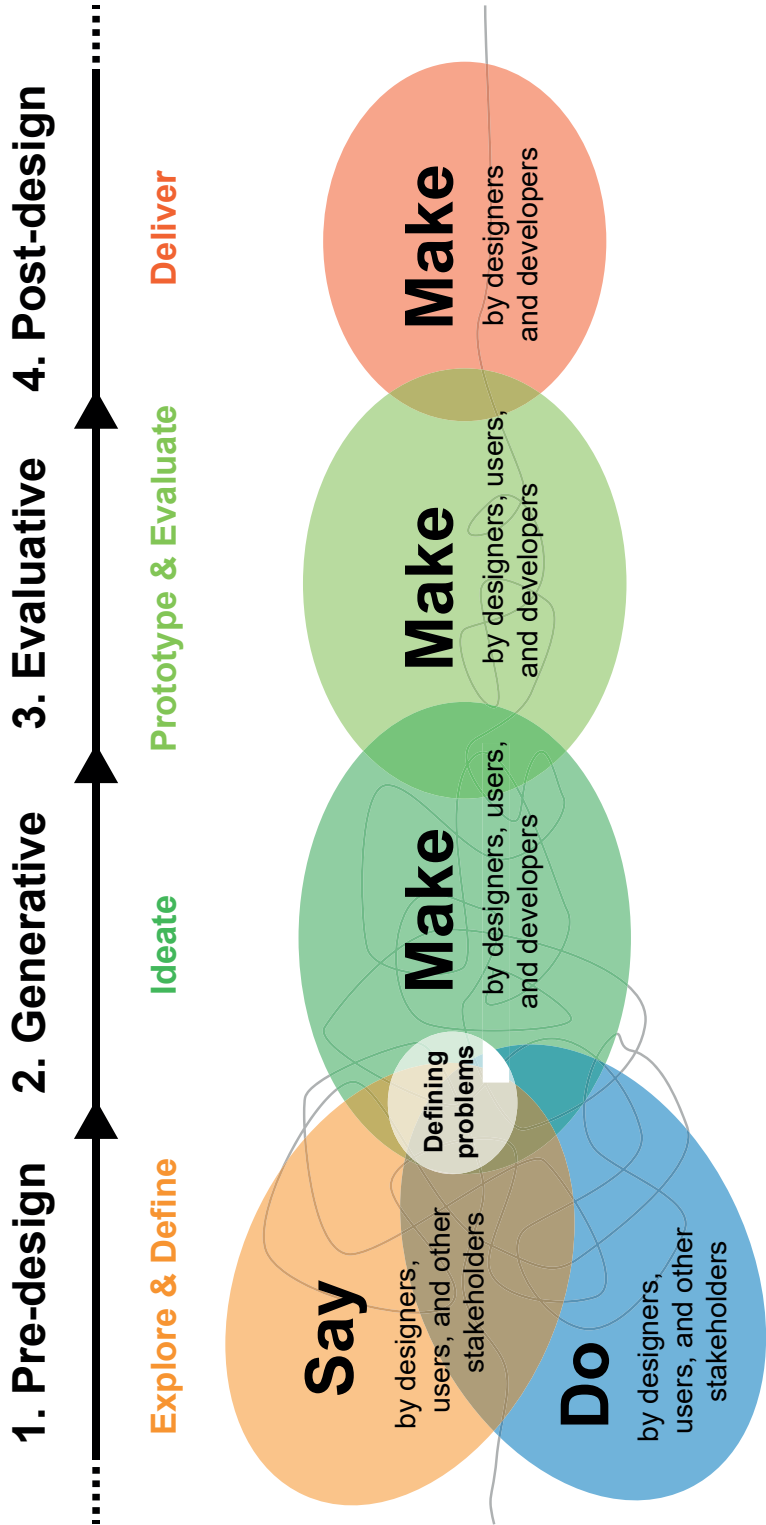 1. Pre-design
2. Generative
3. Evaluative
4. Post-design
Explore & Define
Ideate
Prototype & Evaluate
Deliver
Say
by designers,
users, and other
stakeholders
Do
by designers,
users, and other
stakeholders
Defining
problems
Make
by designers, users,
and developers
Make
by designers, users,
and developers
Make
by designers
and developers